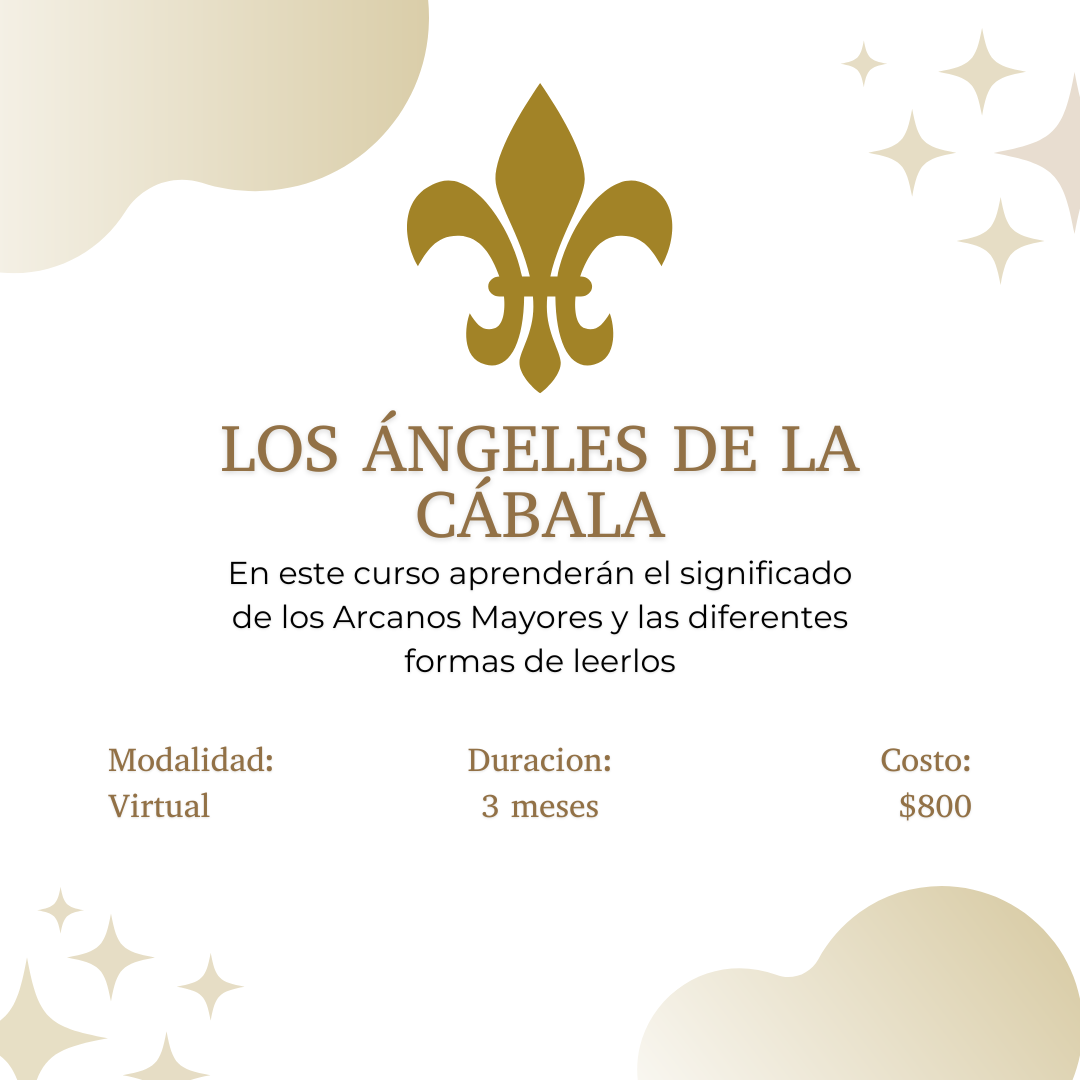 LOS ÁNGELES DE LA
CÁBALA
En este curso aprenderán el significado
de los Arcanos Mayores y las diferentes
formas de leerlos
Modalidad:
Virtual
Duracion:
3 meses
Costo:
$800